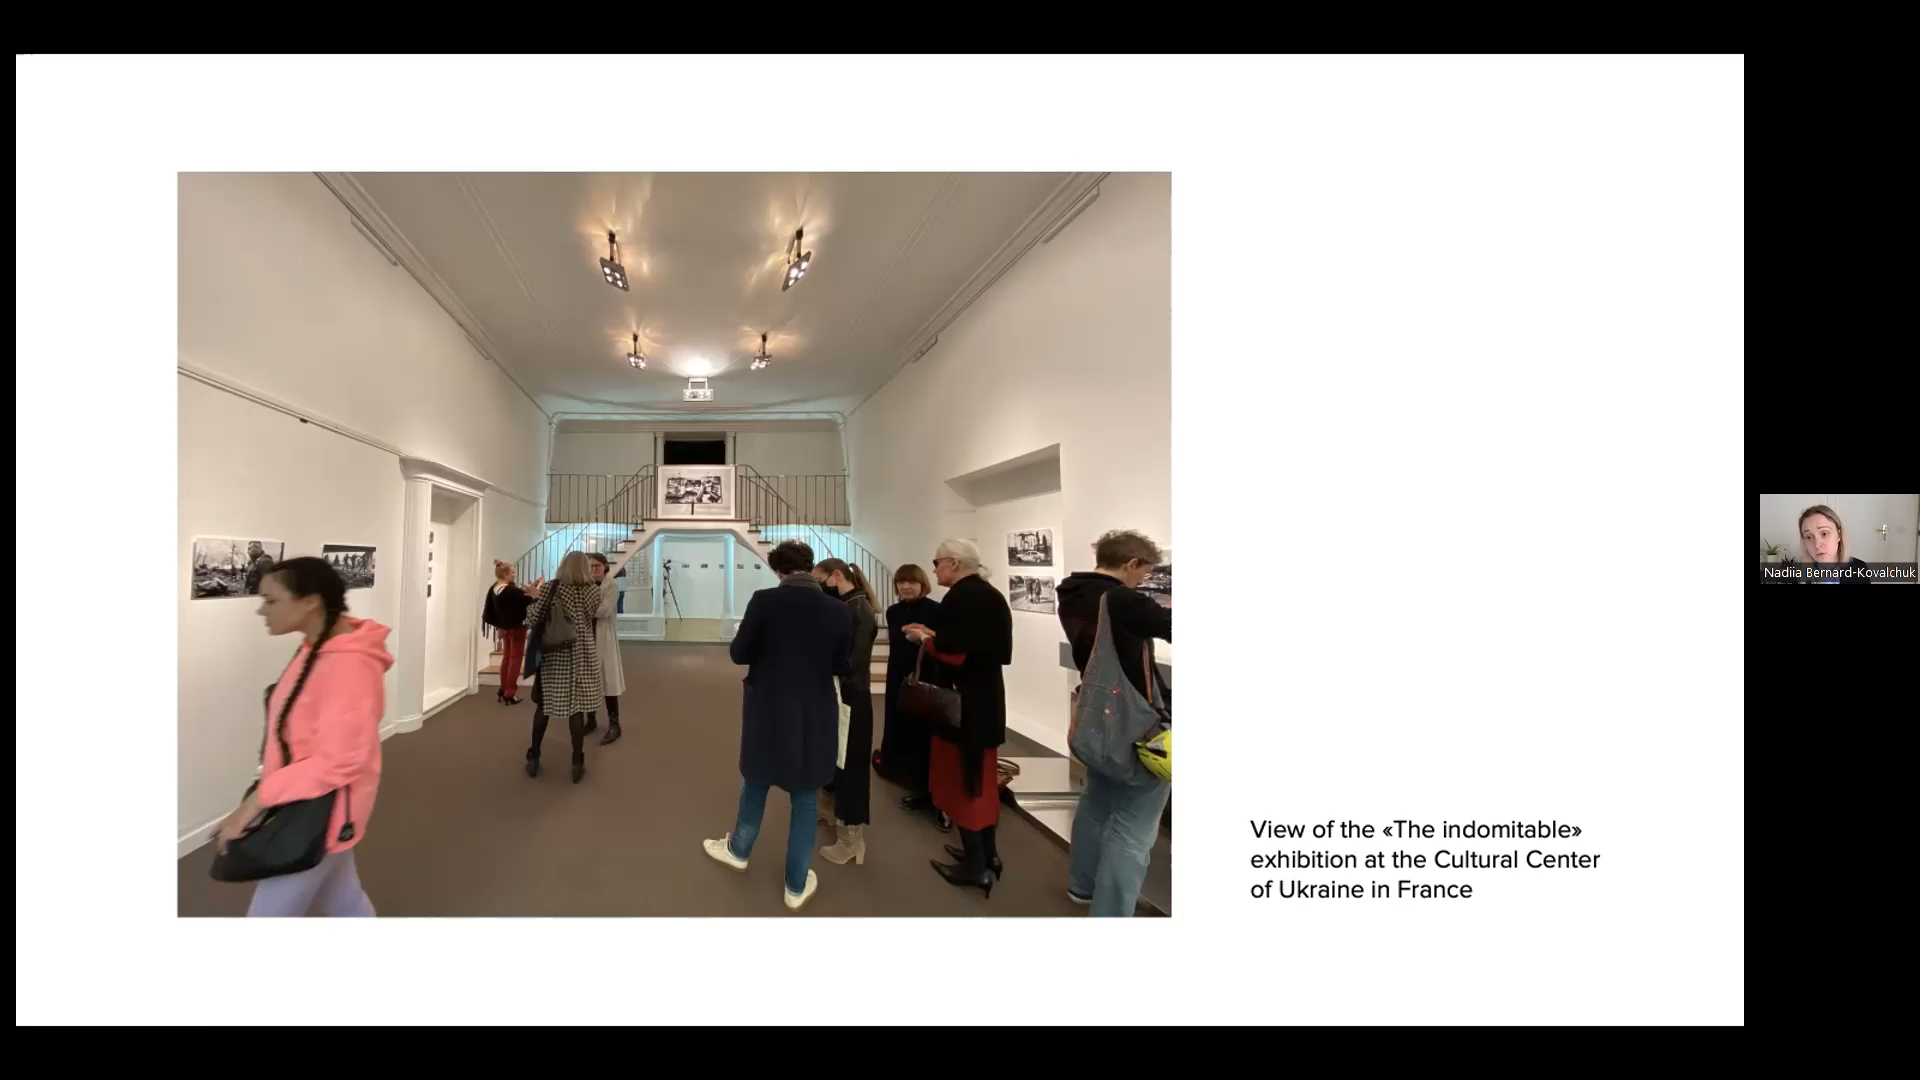 View of the «The indomitable»
exhibition at the Cultural Center
of Ukraine in France
Nadiia Bernard-Kovalchuk